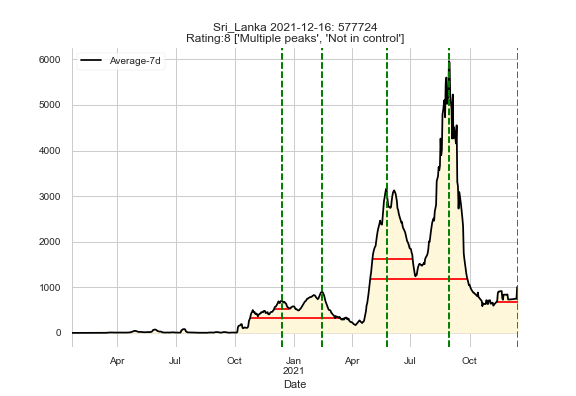 Sri_Lanka 2021-12-16: 577724
Rating:8 ['Multiple peaks', 'Not in control']
Average-7d
6000
5000
4000
3000
2000
1000
0
Apr Jul Oct Jan Apr Jul Oct
2021
Date